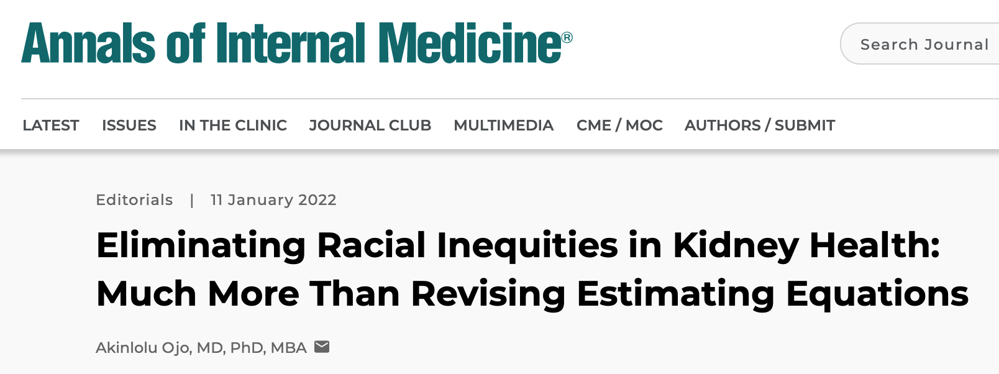 Annals of Internal Medicine®
Search Journal
LATEST ISSUES IN THE CLINIC JOURNAL CLUB MULTIMEDIA CME / MOC AUTHORS / SUBMIT
Editorials | 11 January 2022
Eliminating Racial Inequities in Kidney Health:
Much More Than Revising Estimating Equations
Akinlolu Ojo, MD, PhD, MBA